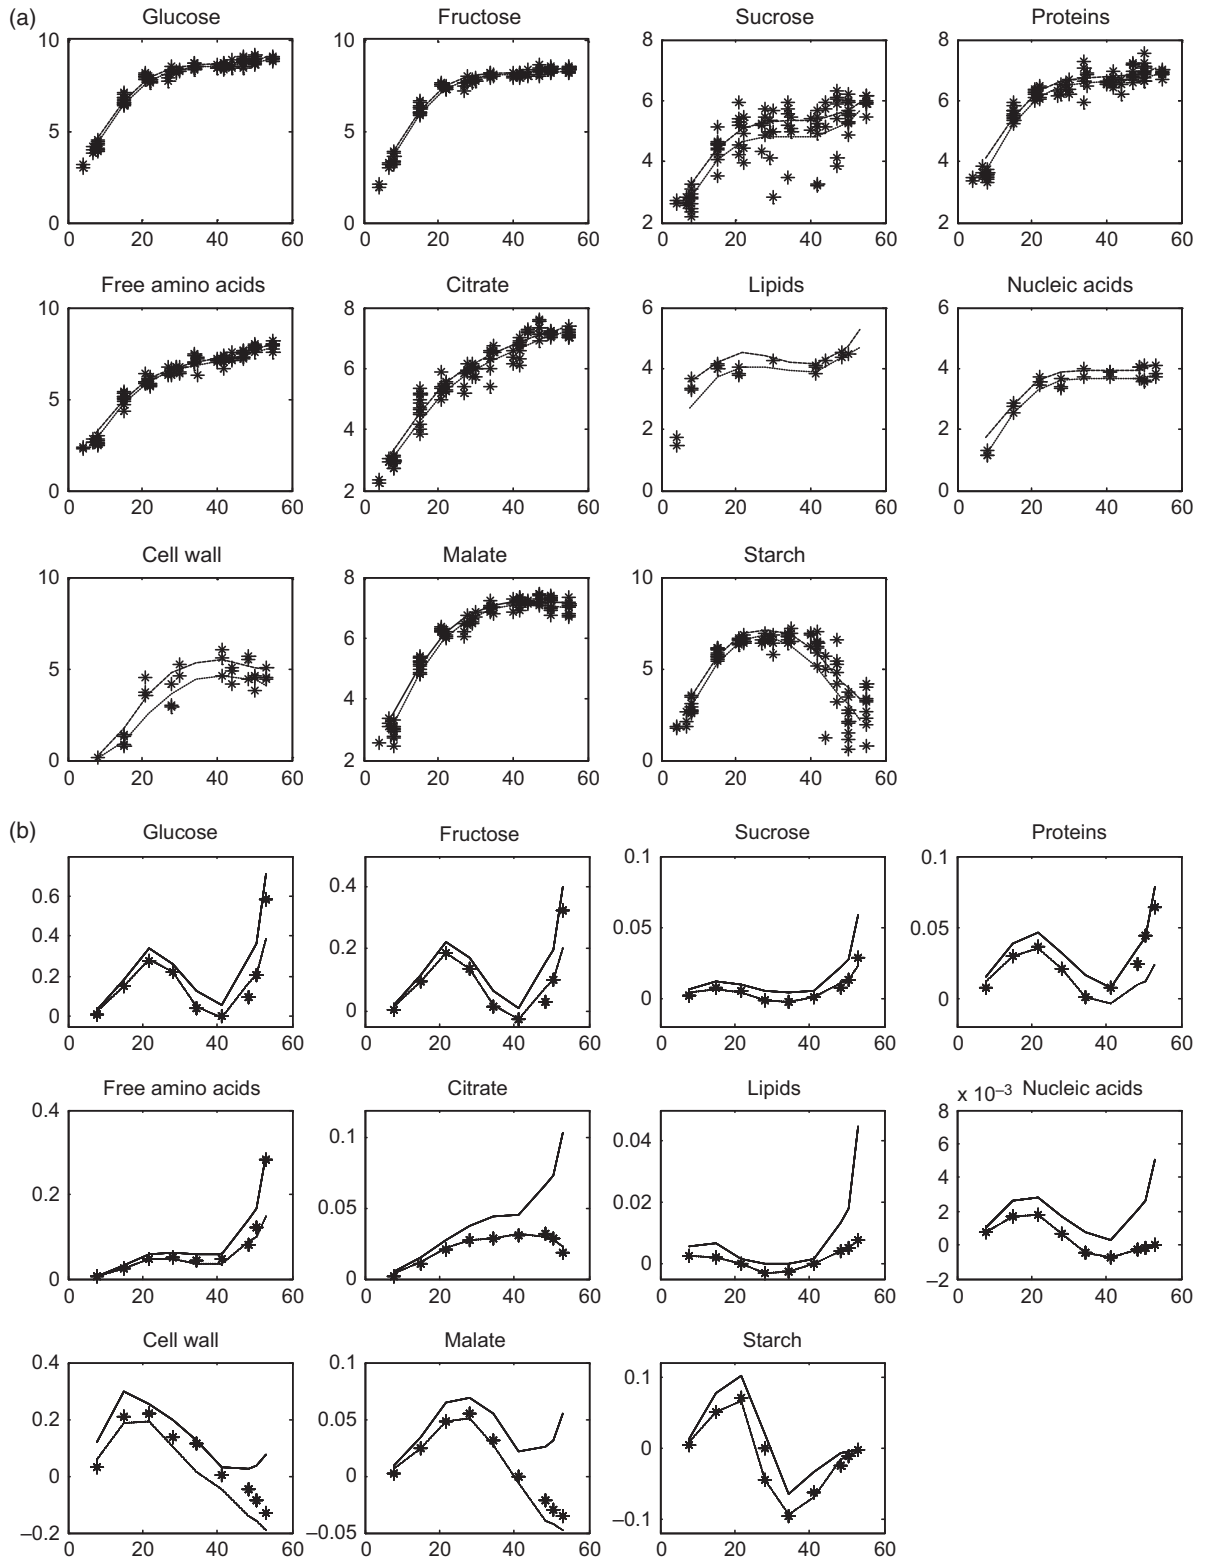 (a) Glucose Fructose Sucrose Proteins
10 10 8 8
5 5 6 6
4 4
0 0 2 2
0 20 40 60 0 20 40 60 0 20 40 60 0 20 40 60
Free amino acids Citrate Lipids Nucleic acids
10 8 6 6
6 4 4
5
4 2 2
0 2 0 0
0 20 40 60 0 20 40 60 0 20 40 60 0 20 40 60
Cell wall Malate Starch
10 8 10
6
5 5
4
0 2 0
0 20 40 60 0 20 40 60 0 20 40 60
(b) Glucose Fructose Sucrose Proteins
0.1 0.1
0.6 0.4
0.4 0.05 0.05
0.2 0.2
0 0 0 0
0 20 40 60 0 20 40 60 0 20 40 60 0 20 40 60
Free amino acids Citrate Lipids x 10–3 Nucleic acids
0.4 8
0.1 0.04 6
0.2 0.05 0.02 4
2
0 0 0 0
–2
0 20 40 60 0 20 40 60 0 20 40 60 0 20 40 60
Cell wall Malate Starch
0.4 0.1
0.1
0.2 0.05
0 0 0
–0.2 –0.05 –0.1
0 20 40 60 0 20 40 60 0 20 40 60